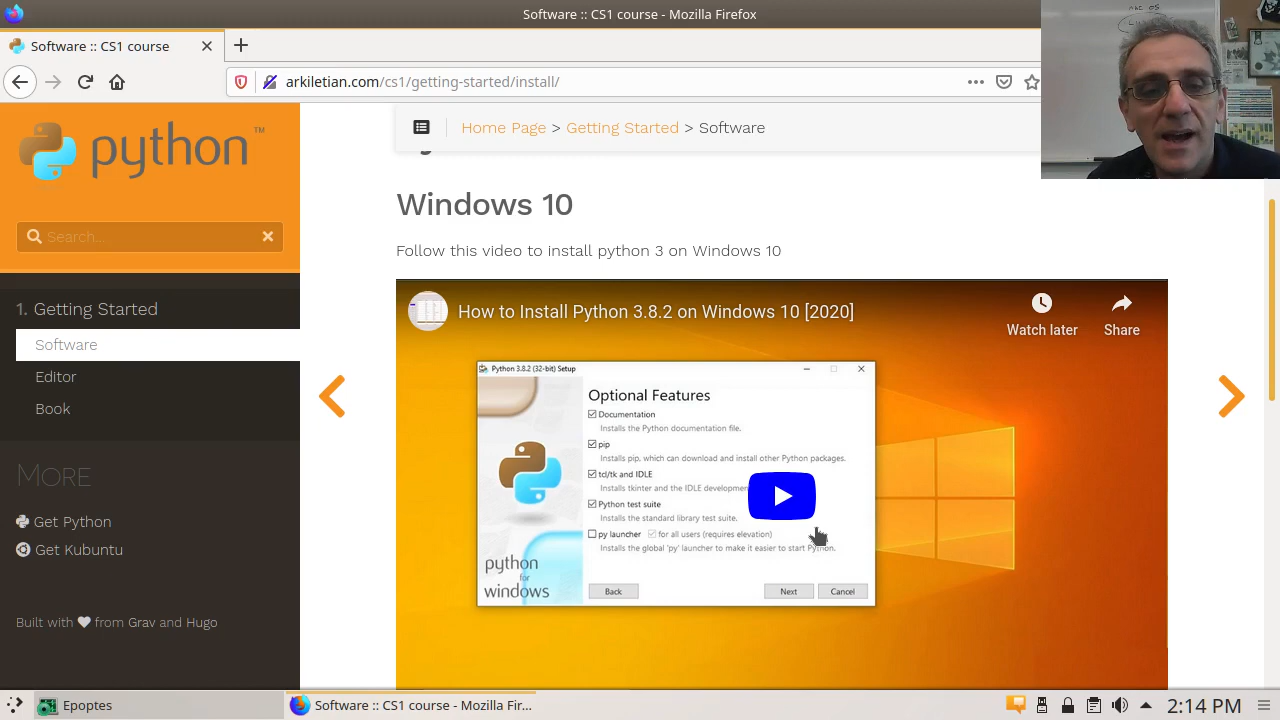 Software :: CS1 course - Mozilla Firefox
Software :: CS1 course
arkiletian.com/cs1/getting-started/install/
python™
Search...
Home Page > Getting Started > Software
1. Getting Started
Software
Editor
Book
More
Get Python
Get Kubuntu
Built with from Grav and Hugo
Windows 10
Follow this video to install python 3 on Windows 10
How to Install Python 3.8.2 on Windows 10 [2020]
Watch later
Share
Python 3.8.2 (32-bit) Setup
Optional Features
Documentation
Installs the Python documentation file.
pip
Installs pip, which can download and install other Python packages.
tcl/tk and IDLE
Installs tkinter and the IDLE
Python test suite
Installs the standard library test suite.
py launcher
for all users (requires elevation)
Installs the global 'py' launcher to make it easier to start Python.
python
for
windows
Back
Next
Cancel
Epoptes
Software :: CS1 course - Mozilla Fir...
2:14 PM